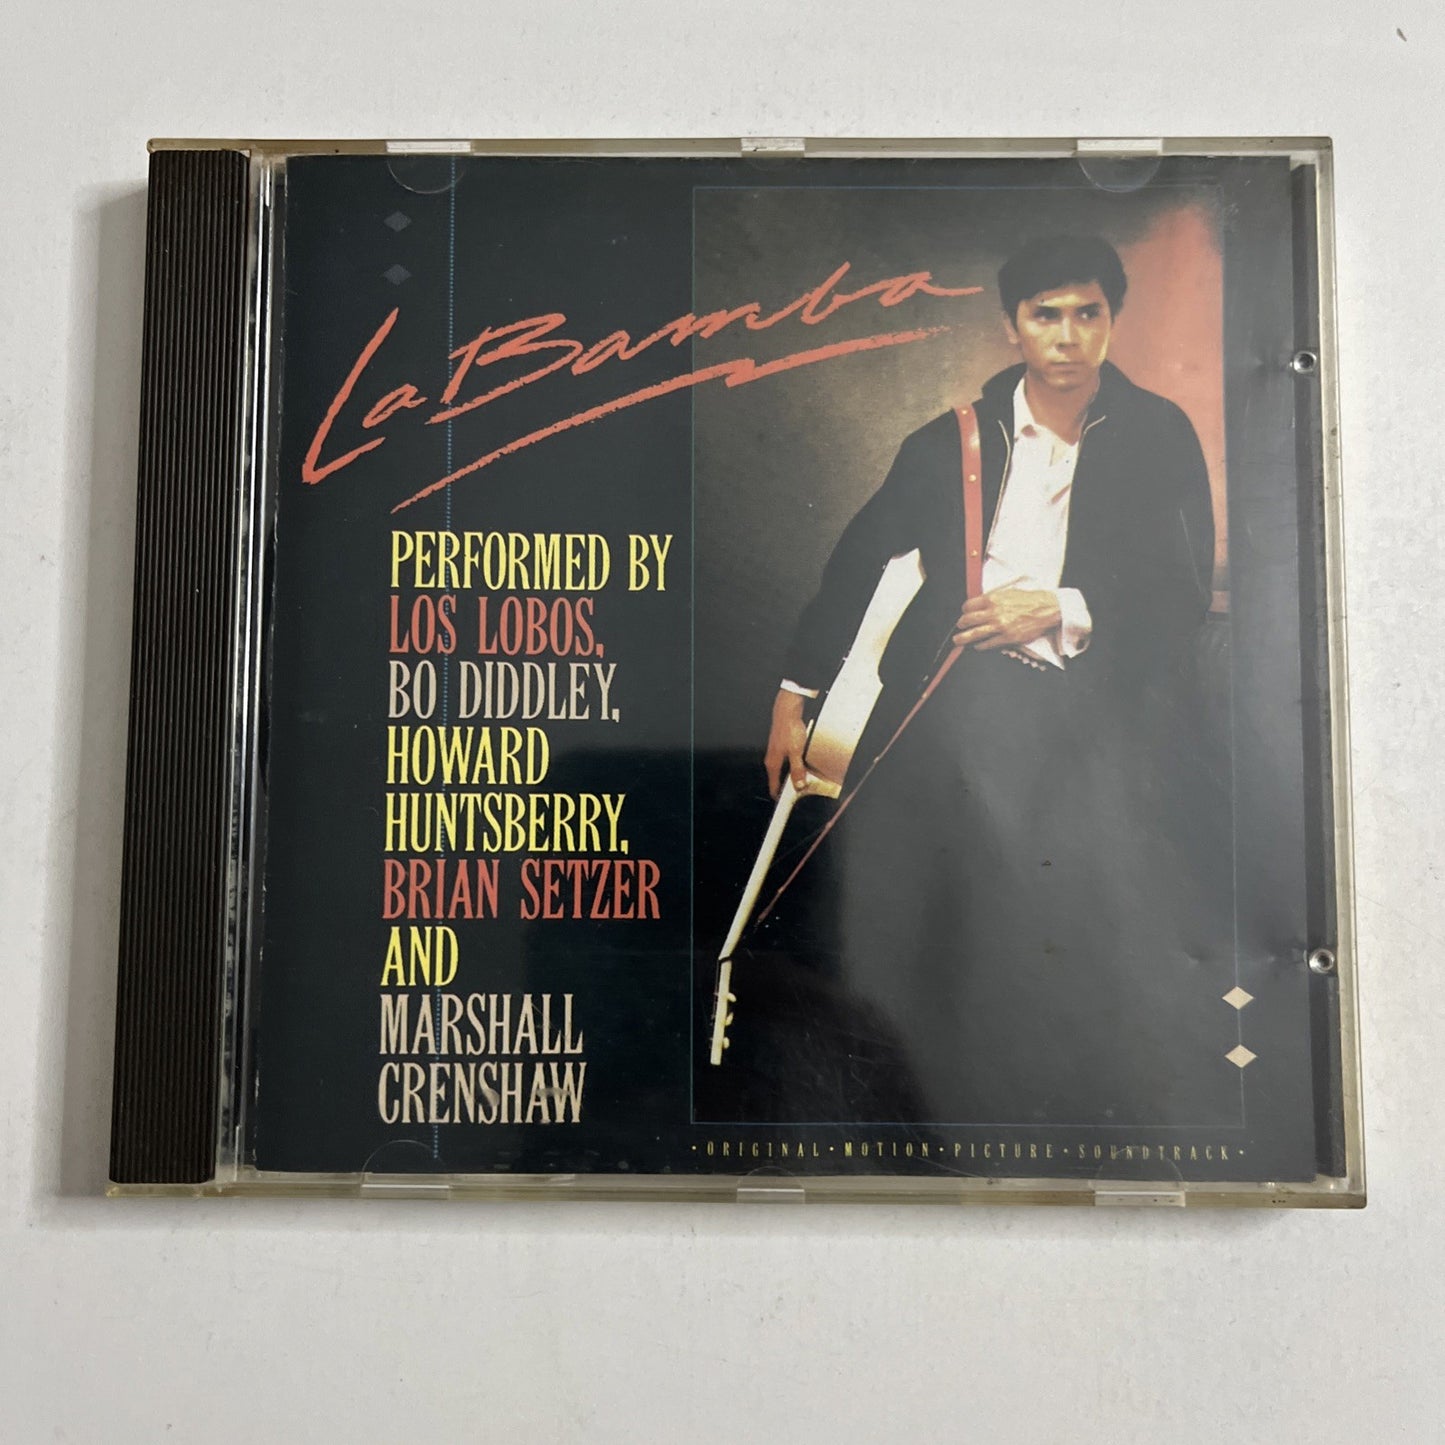 La Bamba
PERFORMED BY
LOS LOBOS,
BO DIDDLEY,
HOWARD
HUNTSBERRY,
BRIAN SETZER
AND
MARSHALL
CRENSHAW
· ORIGINAL · MOTION · PICTURE · SOUNDTRACK ·